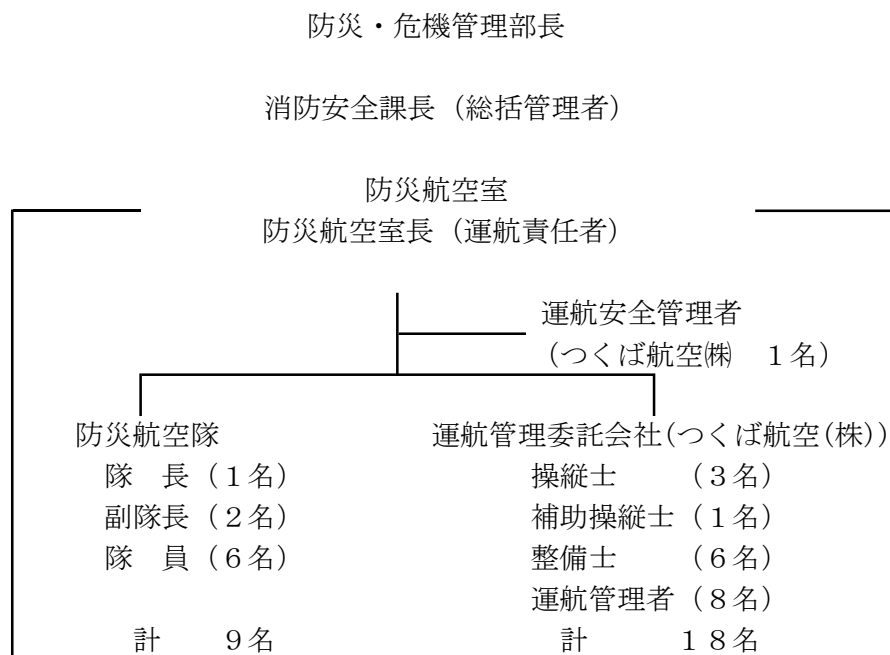 防災・危機管理部長
消防安全課長（総括管理者）
防災航空室
防災航空室長（運航責任者）
運航安全管理者
（つくば航空㈱　１名）
防災航空隊
隊　長（１名）
副隊長（２名）
隊　員（６名）
計　　９名
運航管理委託会社(つくば航空(株))
操縦士　　（３名）
補助操縦士（１名）
整備士　　（６名）
運航管理者（８名）
計　　　１８名